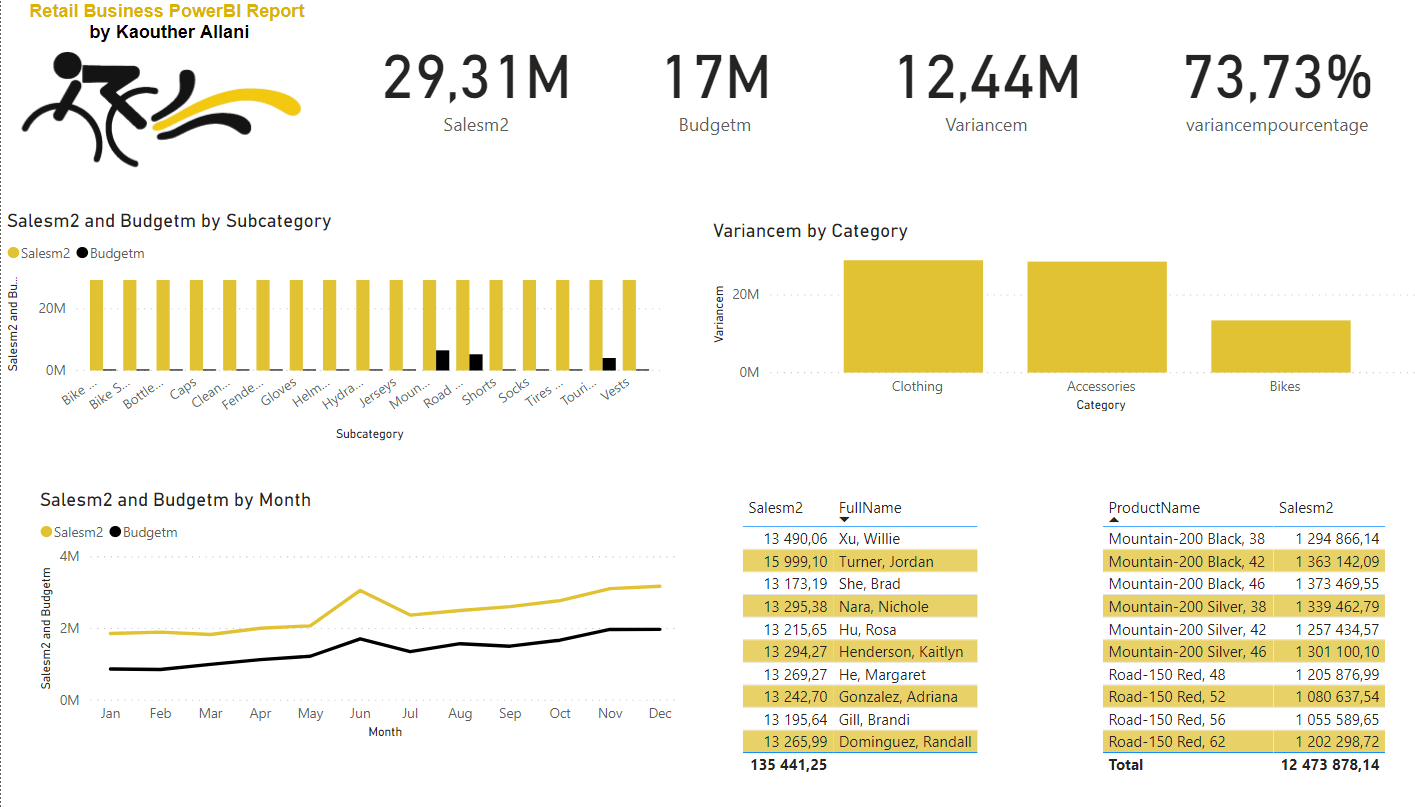 Retail Business PowerBI Report
by Kaouther Allani
29,31M
Salesm2
17M
Budgetm
12,44M
Variancem
73,73%
variancempourcentage
Salesm2 and Budgetm by Subcategory
Salesm2 Budgetm
Salesm2 and Bu...
20M
0M
Bike ... Bike S... Bottle... Caps Clean... Fende... Gloves Helm... Hydra... Jerseys Moun... Road ... Shorts Socks Tires ... Touri... Vests
Subcategory
Variancem by Category
Variancem
20M
0M
Clothing Accessories Bikes
Category
Salesm2 and Budgetm by Month
Salesm2 Budgetm
Salesm2 and Budgetm
4M
2M
0M
Jan Feb Mar Apr May Jun Jul Aug Sep Oct Nov Dec
Month
Salesm2 FullName
13 490,06 Xu, Willie
15 999,10 Turner, Jordan
13 173,19 She, Brad
13 295,38 Nara, Nichole
13 215,65 Hu, Rosa
13 294,27 Henderson, Kaitlyn
13 269,27 He, Margaret
13 242,70 Gonzalez, Adriana
13 195,64 Gill, Brandi
13 265,99 Dominguez, Randall
135 441,25
ProductName Salesm2
Mountain-200 Black, 38 1 294 866,14
Mountain-200 Black, 42 1 363 142,09
Mountain-200 Black, 46 1 373 469,55
Mountain-200 Silver, 38 1 339 462,79
Mountain-200 Silver, 42 1 257 434,57
Mountain-200 Silver, 46 1 301 100,10
Road-150 Red, 48 1 205 876,99
Road-150 Red, 52 1 080 637,54
Road-150 Red, 56 1 055 589,65
Road-150 Red, 62 1 202 298,72
Total 12 473 878,14